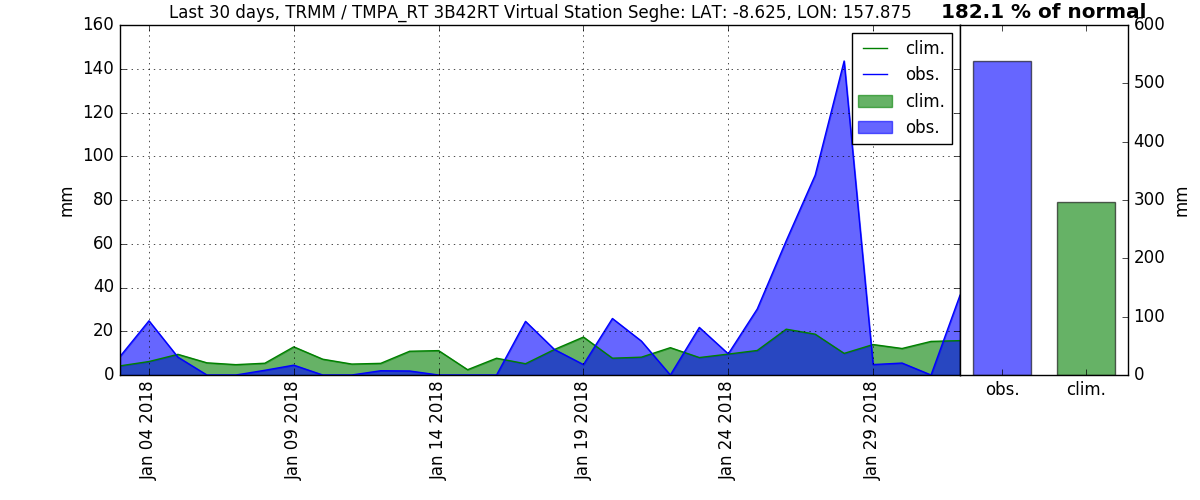 Last 30 days, TRMM / TMPA_RT 3B42RT Virtual Station Seghe: LAT: -8.625, LON: 157.875
182.1 % of normal
160
140
120
100
80
60
40
20
0
mm
clim.
obs.
clim.
obs.
Jan 04 2018
Jan 09 2018
Jan 14 2018
Jan 19 2018
Jan 24 2018
Jan 29 2018
obs.
clim.
600
500
400
300
200
100
0
mm